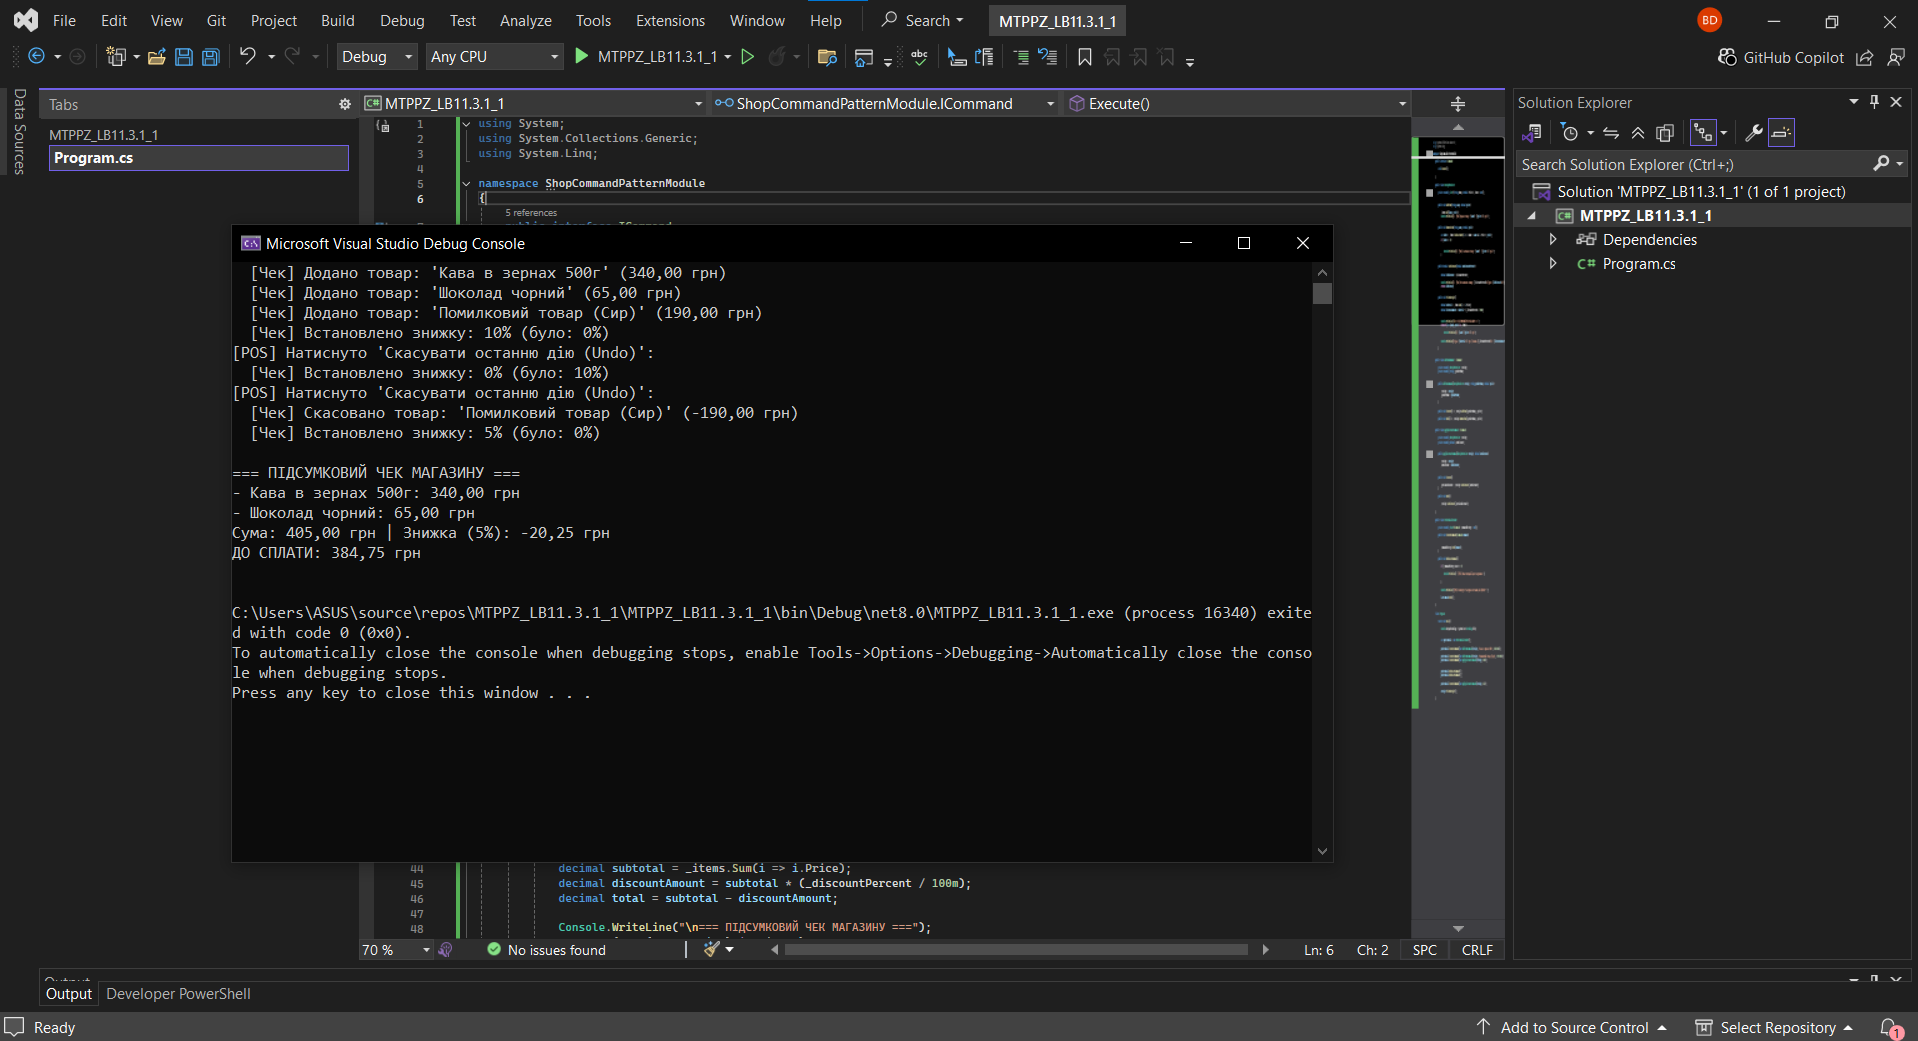 File Edit View Git Project Build Debug Test Analyze Tools Extensions Window Help Search MTPPZ_LB11.3.1_1 BD
Debug Any CPU MTPPZ_LB11.3.1_1 GitHub Copilot
Data Sources
Tabs
MTPPZ_LB11.3.1_1
Program.cs
MTPPZ_LB11.3.1_1 ShopCommandPatternModule.ICommand Execute()
1 using System;
2 using System.Collections.Generic;
3 using System.Linq;
4
5 namespace ShopCommandPatternModule
6 {
5 references
Microsoft Visual Studio Debug Console
[Чек] Додано товар: 'Кава в зернах 500г' (340,00 грн)
[Чек] Додано товар: 'Шоколад чорний' (65,00 грн)
[Чек] Додано товар: 'Помилковий товар (Сир)' (190,00 грн)
[Чек] Встановлено знижку: 10% (було: 0%)
[POS] Натиснуто 'Скасувати останню дію (Undo)':
[Чек] Встановлено знижку: 0% (було: 10%)
[POS] Натиснуто 'Скасувати останню дію (Undo)':
[Чек] Скасовано товар: 'Помилковий товар (Сир)' (-190,00 грн)
[Чек] Встановлено знижку: 5% (було: 0%)
=== ПІДСУМКОВИЙ ЧЕК МАГАЗИНУ ===
- Кава в зернах 500г: 340,00 грн
- Шоколад чорний: 65,00 грн
Сума: 405,00 грн | Знижка (5%): -20,25 грн
ДО СПЛАТИ: 384,75 грн
C:\Users\ASUS\source\repos\MTPPZ_LB11.3.1_1\MTPPZ_LB11.3.1_1\bin\Debug\net8.0\MTPPZ_LB11.3.1_1.exe (process 16340) exite
d with code 0 (0x0).
To automatically close the console when debugging stops, enable Tools->Options->Debugging->Automatically close the conso
le when debugging stops.
Press any key to close this window . . .
44 decimal subtotal = _items.Sum(i => i.Price);
45 decimal discountAmount = subtotal * (_discountPercent / 100m);
46 decimal total = subtotal - discountAmount;
47
48 Console.WriteLine("\n=== ПІДСУМКОВИЙ ЧЕК МАГАЗИНУ ===");
70 % No issues found Ln: 6 Ch: 2 SPC CRLF
Solution Explorer
Search Solution Explorer (Ctrl+;)
Solution 'MTPPZ_LB11.3.1_1' (1 of 1 project)
MTPPZ_LB11.3.1_1
Dependencies
C# Program.cs
Output Developer PowerShell
Ready Add to Source Control Select Repository 1